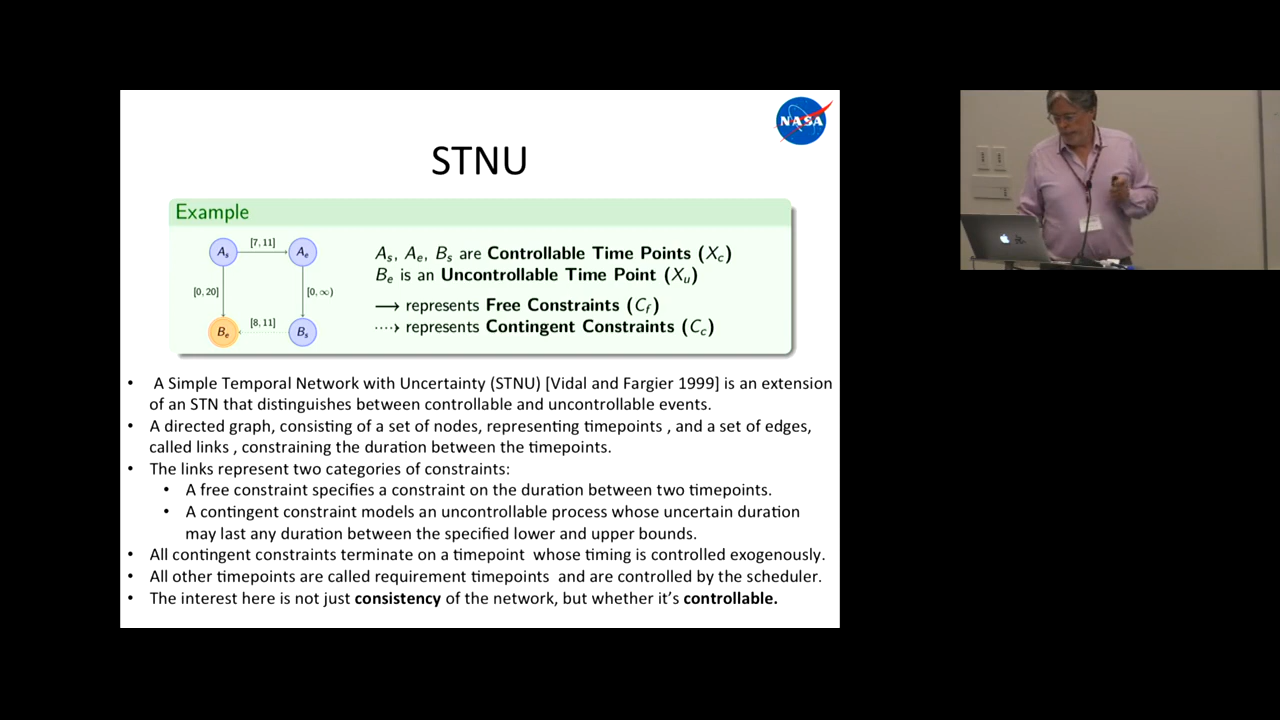 NASA
STNU
Example
[7, 11]
As
Ae
[0, 20]
[0, ∞)
[8, 11]
Be
Bs
As, Ae, Bs are Controllable Time Points (Xc)
Be is an Uncontrollable Time Point (Xu)
⟶ represents Free Constraints (Cf)
····› represents Contingent Constraints (Cc)
• A Simple Temporal Network with Uncertainty (STNU) [Vidal and Fargier 1999] is an extension
of an STN that distinguishes between controllable and uncontrollable events.
• A directed graph, consisting of a set of nodes, representing timepoints , and a set of edges,
called links , constraining the duration between the timepoints.
• The links represent two categories of constraints:
• A free constraint specifies a constraint on the duration between two timepoints.
• A contingent constraint models an uncontrollable process whose uncertain duration
may last any duration between the specified lower and upper bounds.
• All contingent constraints terminate on a timepoint whose timing is controlled exogenously.
• All other timepoints are called requirement timepoints and are controlled by the scheduler.
• The interest here is not just consistency of the network, but whether it's controllable.